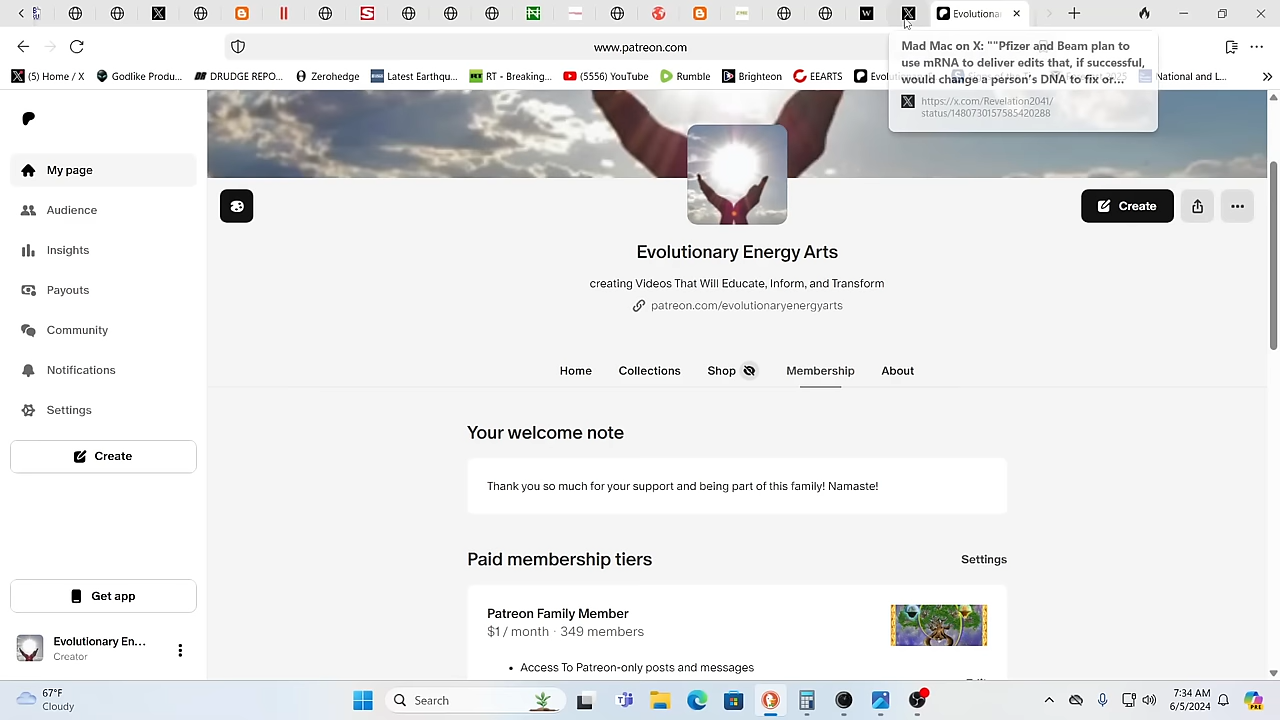 Evolutiona
www.patreon.com
Mad Mac on X: ""Pfizer and Beam plan to
use mRNA to deliver edits that, if successful,
would change a person's DNA to fix or...
https://x.com/Revelation2041/
status/1480730157585420288
(5) Home / X
Godlike Produ...
DRUDGE REPO...
Zerohedge
Latest Earthqu...
RT - Breaking...
(5556) YouTube
Rumble
Brighteon
EEARTS
National and L...
My page
Audience
Insights
Payouts
Community
Notifications
Settings
Create
Get app
Evolutionary En...
Creator
Create
Evolutionary Energy Arts
creating Videos That Will Educate, Inform, and Transform
patreon.com/evolutionaryenergyarts
Home Collections Shop Membership About
Your welcome note
Thank you so much for your support and being part of this family! Namaste!
Paid membership tiers
Settings
Patreon Family Member
$1 / month · 349 members
• Access To Patreon-only posts and messages
67°F
Cloudy
Search
7:34 AM
6/5/2024